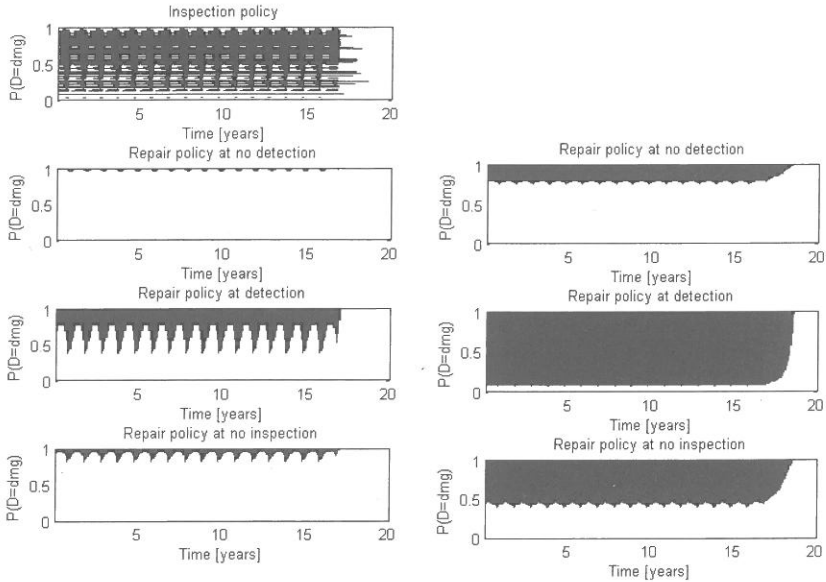 Inspection policy
P(D=dmg)
1
0.5
0
5 10 15 20
Time [years]
Repair policy at no detection
P(D=dmg)
1
0.5
0
5 10 15 20
Time [years]
Repair policy at detection
P(D=dmg)
1
0.5
0
5 10 15 20
Time [years]
Repair policy at no inspection
P(D=dmg)
1
0.5
0
5 10 15 20
Time [years]
Repair policy at no detection
P(D=dmg)
1
0.5
0
5 10 15 20
Time [years]
Repair policy at detection
P(D=dmg)
1
0.5
0
5 10 15 20
Time [years]
Repair policy at no inspection
P(D=dmg)
1
0.5
0
5 10 15 20
Time [years]